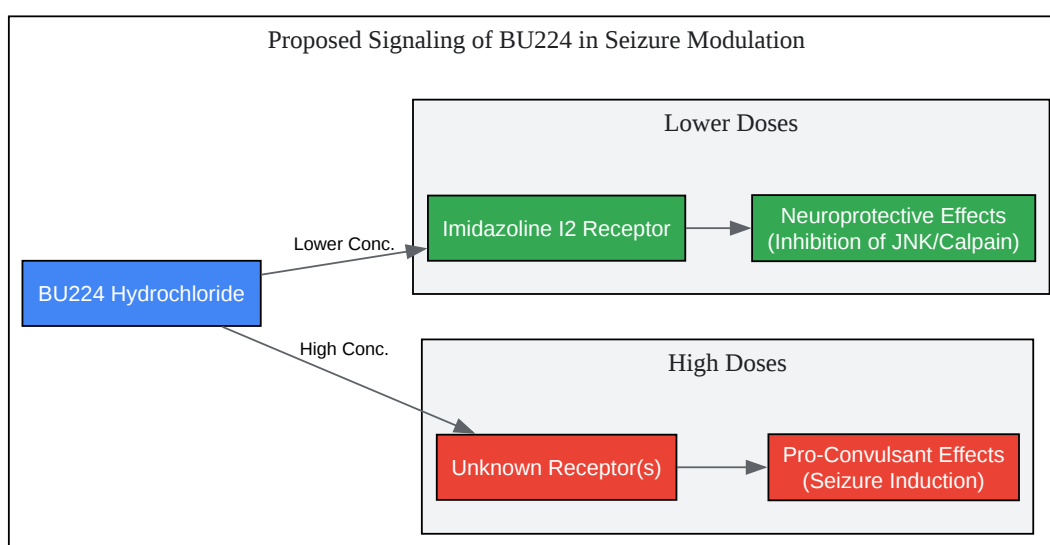 Proposed Signaling of BU224 in Seizure Modulation
Lower Doses
Imidazoline I2 Receptor
Neuroprotective Effects
(Inhibition of JNK/Calpain)
Lower Conc.
BU224 Hydrochloride
High Conc.
High Doses
Unknown Receptor(s)
Pro-Convulsant Effects
(Seizure Induction)